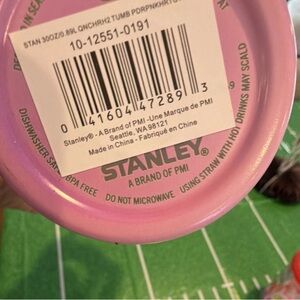 STAN 30OZ/0.89L QNCHRH2.TUMB PDRPNKHRT
10-12551-0191
0 41604 47289 3
Stanley® - A Brand of PMI -Une Marque de PMI
Seattle, WA 98121
Made in China - Fabriqué en Chine
STANLEY®
A BRAND OF PMI
DISHWASHER SAFE
BPA FREE
DO NOT MICROWAVE
USING STRAW WITH HOT DRINKS MAY SCALD